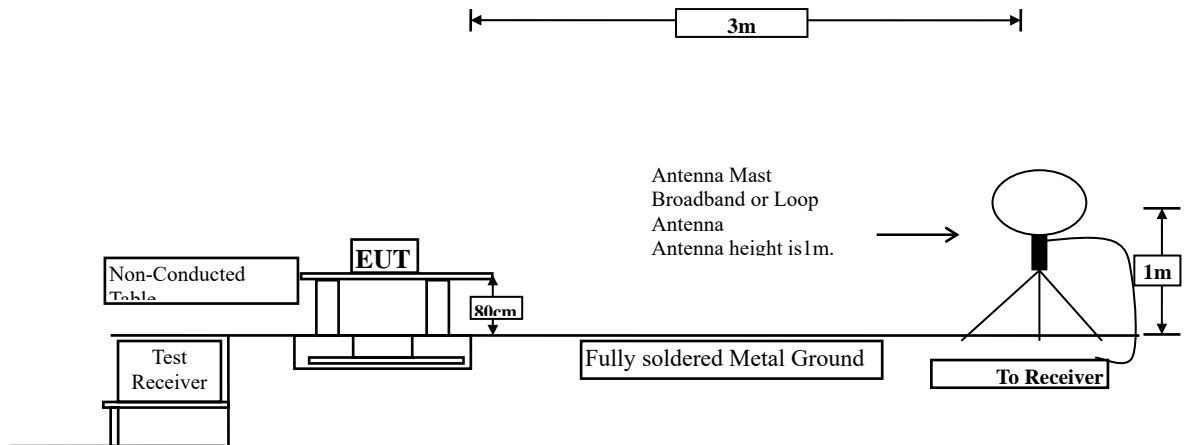 3m
Antenna Mast
Broadband or Loop
Antenna
Antenna height is1m.
EUT
Non-Conducted
Table
80cm
1m
Test
Receiver
Fully soldered Metal Ground
To Receiver